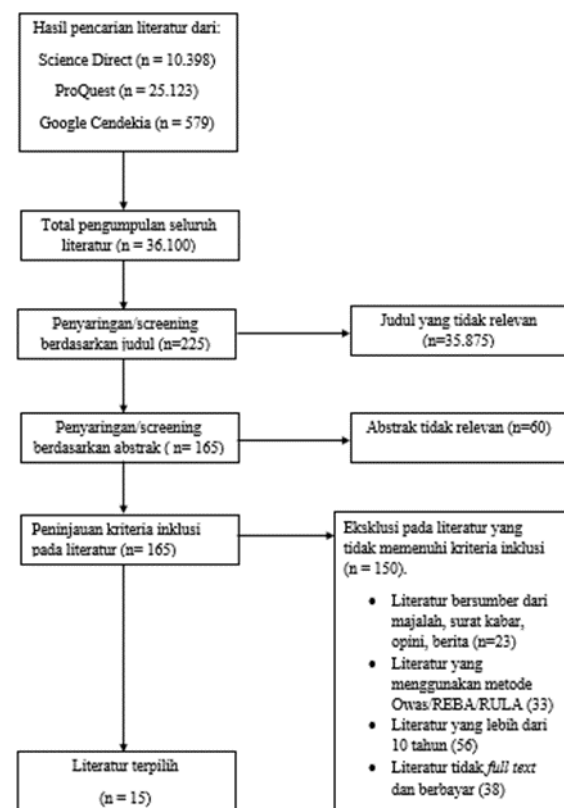 Hasil pencarian literatur dari:
Science Direct (n = 10.398)
ProQuest (n = 25.123)
Google Cendekia (n = 579)
Total pengumpulan seluruh
literatur (n = 36.100)
Penyaringan/screening
berdasarkan judul (n=225)
Judul yang tidak relevan
(n=35.875)
Penyaringan/screening
berdasarkan abstrak ( n= 165)
Abstrak tidak relevan (n=60)
Peninjauan kriteria inklusi
pada literatur (n= 165)
Eksklusi pada literatur yang
tidak memenuhi kriteria inklusi
(n = 150).
• Literatur bersumber dari
majalah, surat kabar,
opini, berita (n=23)
• Literatur yang
menggunakan metode
Owas/REBA/RULA (33)
• Literatur yang lebih dari
10 tahun (56)
• Literatur tidak full text
dan berbayar (38)
Literatur terpilih
(n = 15)